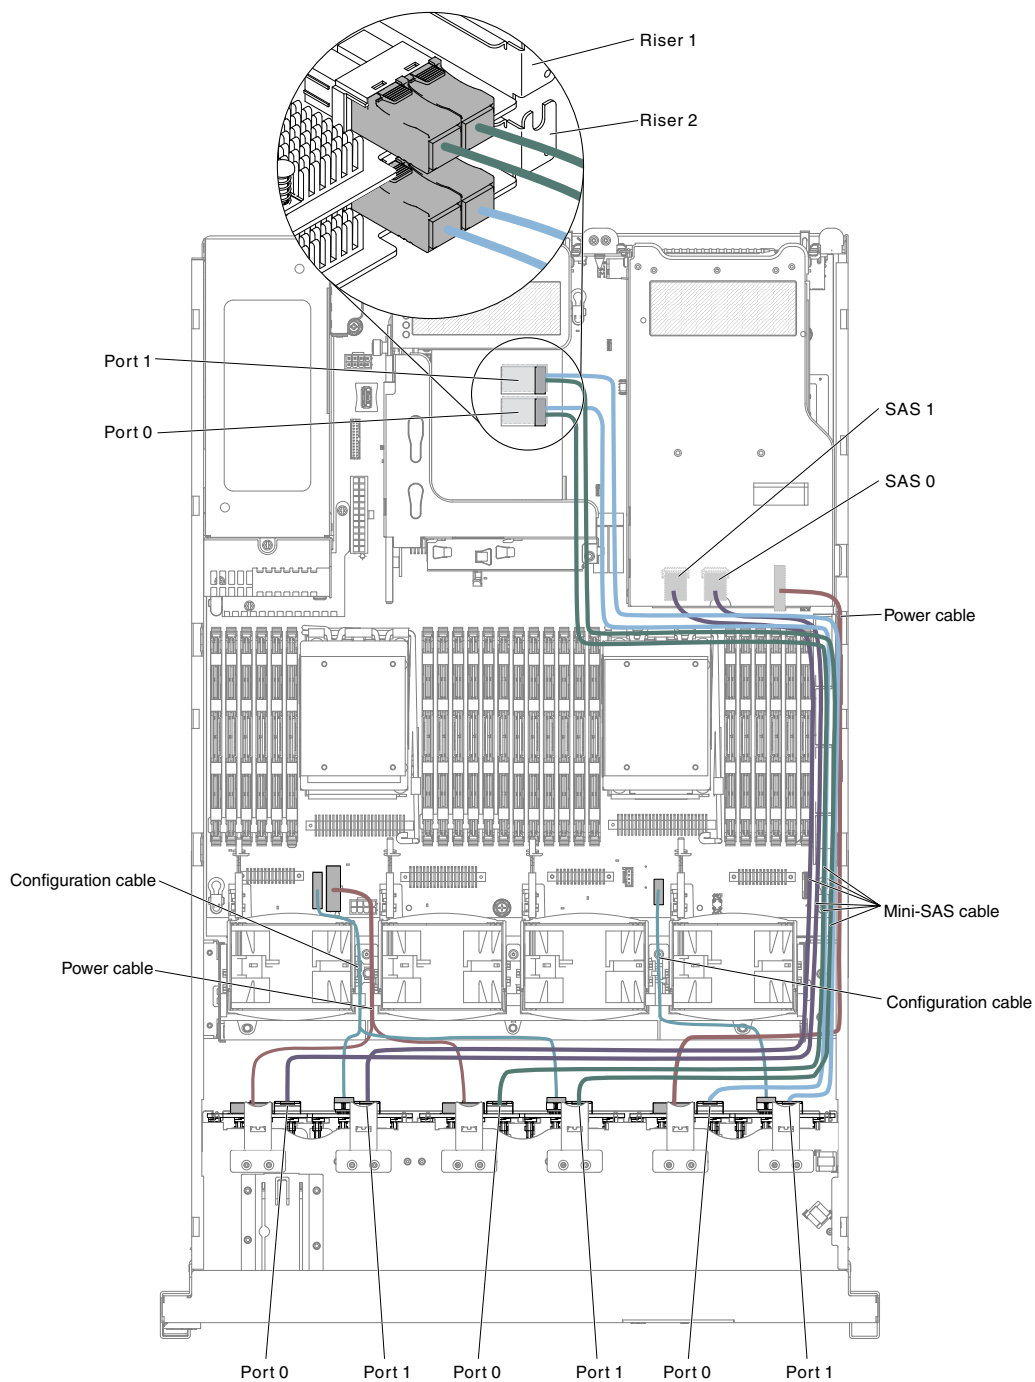 Riser 1
Riser 2
Port 1
Port 0
SAS 1
SAS 0
Power cable
Configuration cable
Mini-SAS cable
Power cable
Configuration cable
Port 0
Port 1
Port 0
Port 1
Port 0
Port 1